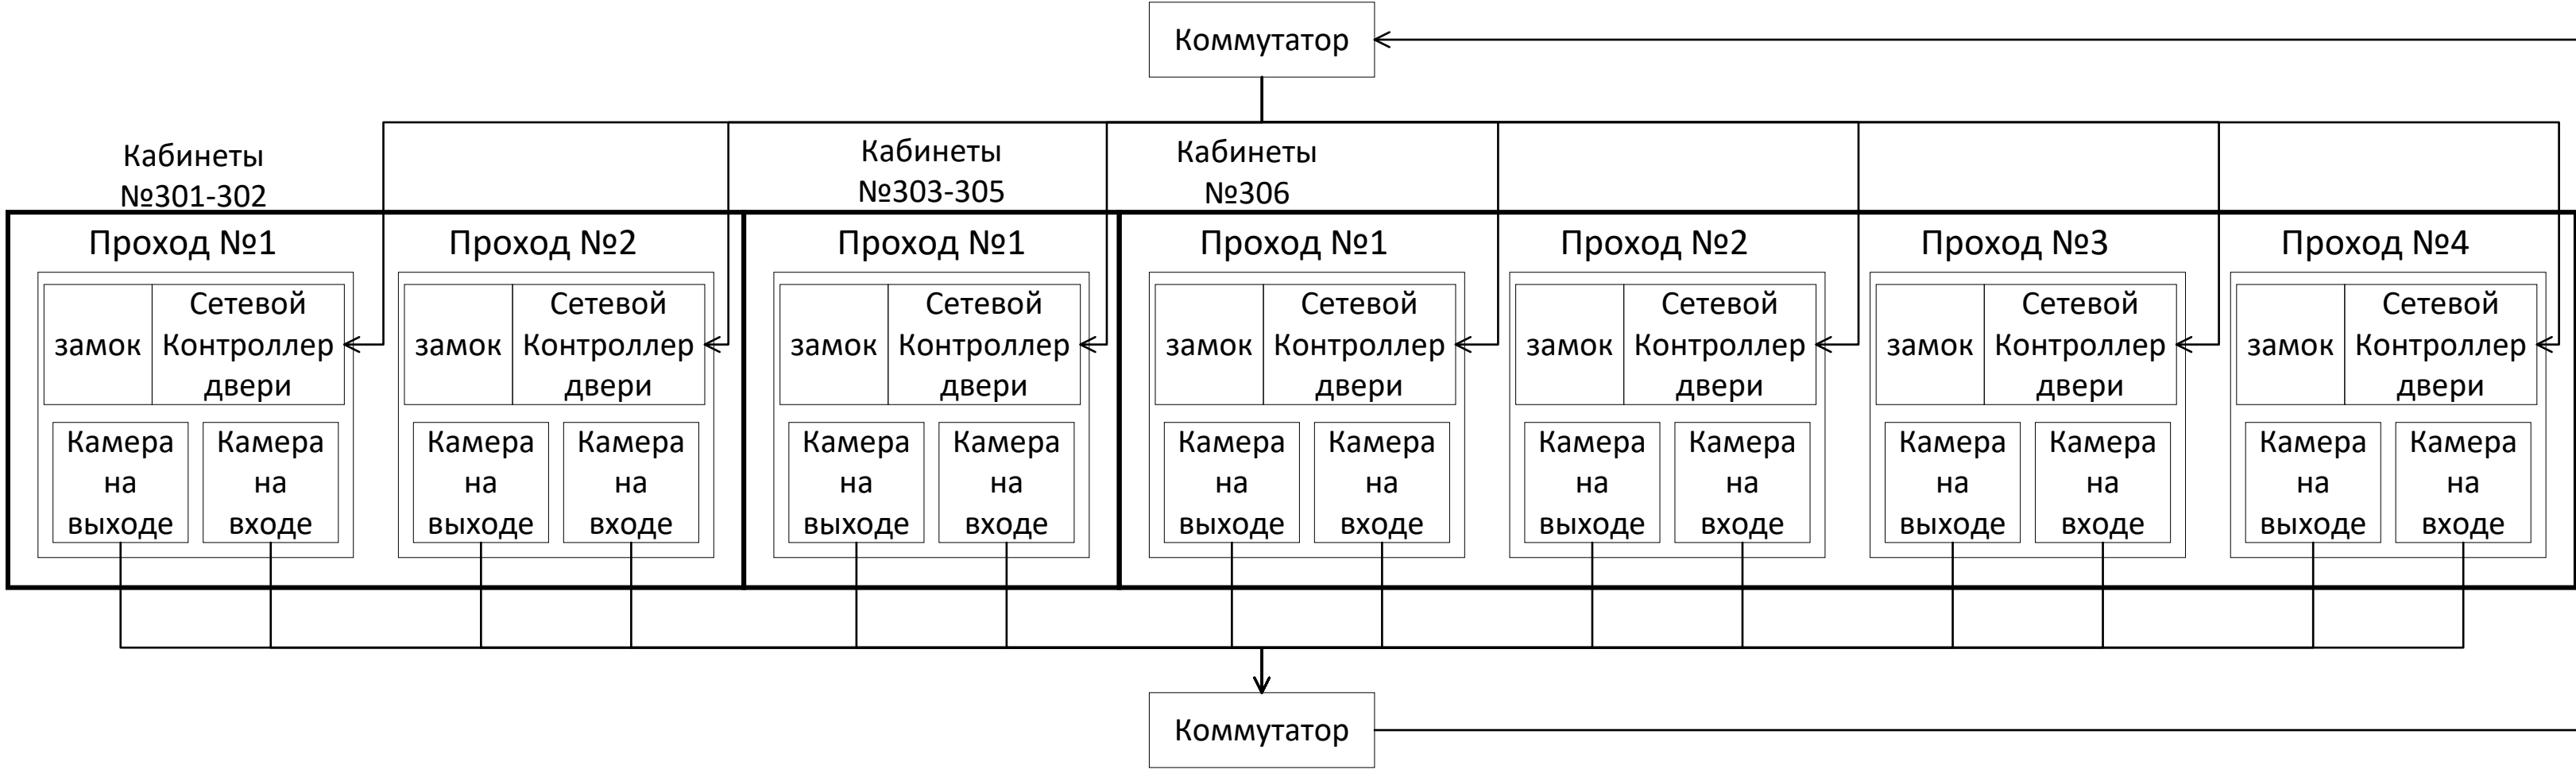 Коммутатор
Кабинеты
№301-302
Кабинеты
№303-305
Кабинеты
№306
Проход №1
Проход №2
Проход №1
Проход №1
Проход №2
Проход №3
Проход №4
замок
Сетевой
Контроллер
двери
замок
Сетевой
Контроллер
двери
замок
Сетевой
Контроллер
двери
замок
Сетевой
Контроллер
двери
замок
Сетевой
Контроллер
двери
замок
Сетевой
Контроллер
двери
замок
Сетевой
Контроллер
двери
Камера
на
выходе
Камера
на
входе
Камера
на
выходе
Камера
на
входе
Камера
на
выходе
Камера
на
входе
Камера
на
выходе
Камера
на
входе
Камера
на
выходе
Камера
на
входе
Камера
на
выходе
Камера
на
входе
Камера
на
выходе
Камера
на
входе
Коммутатор